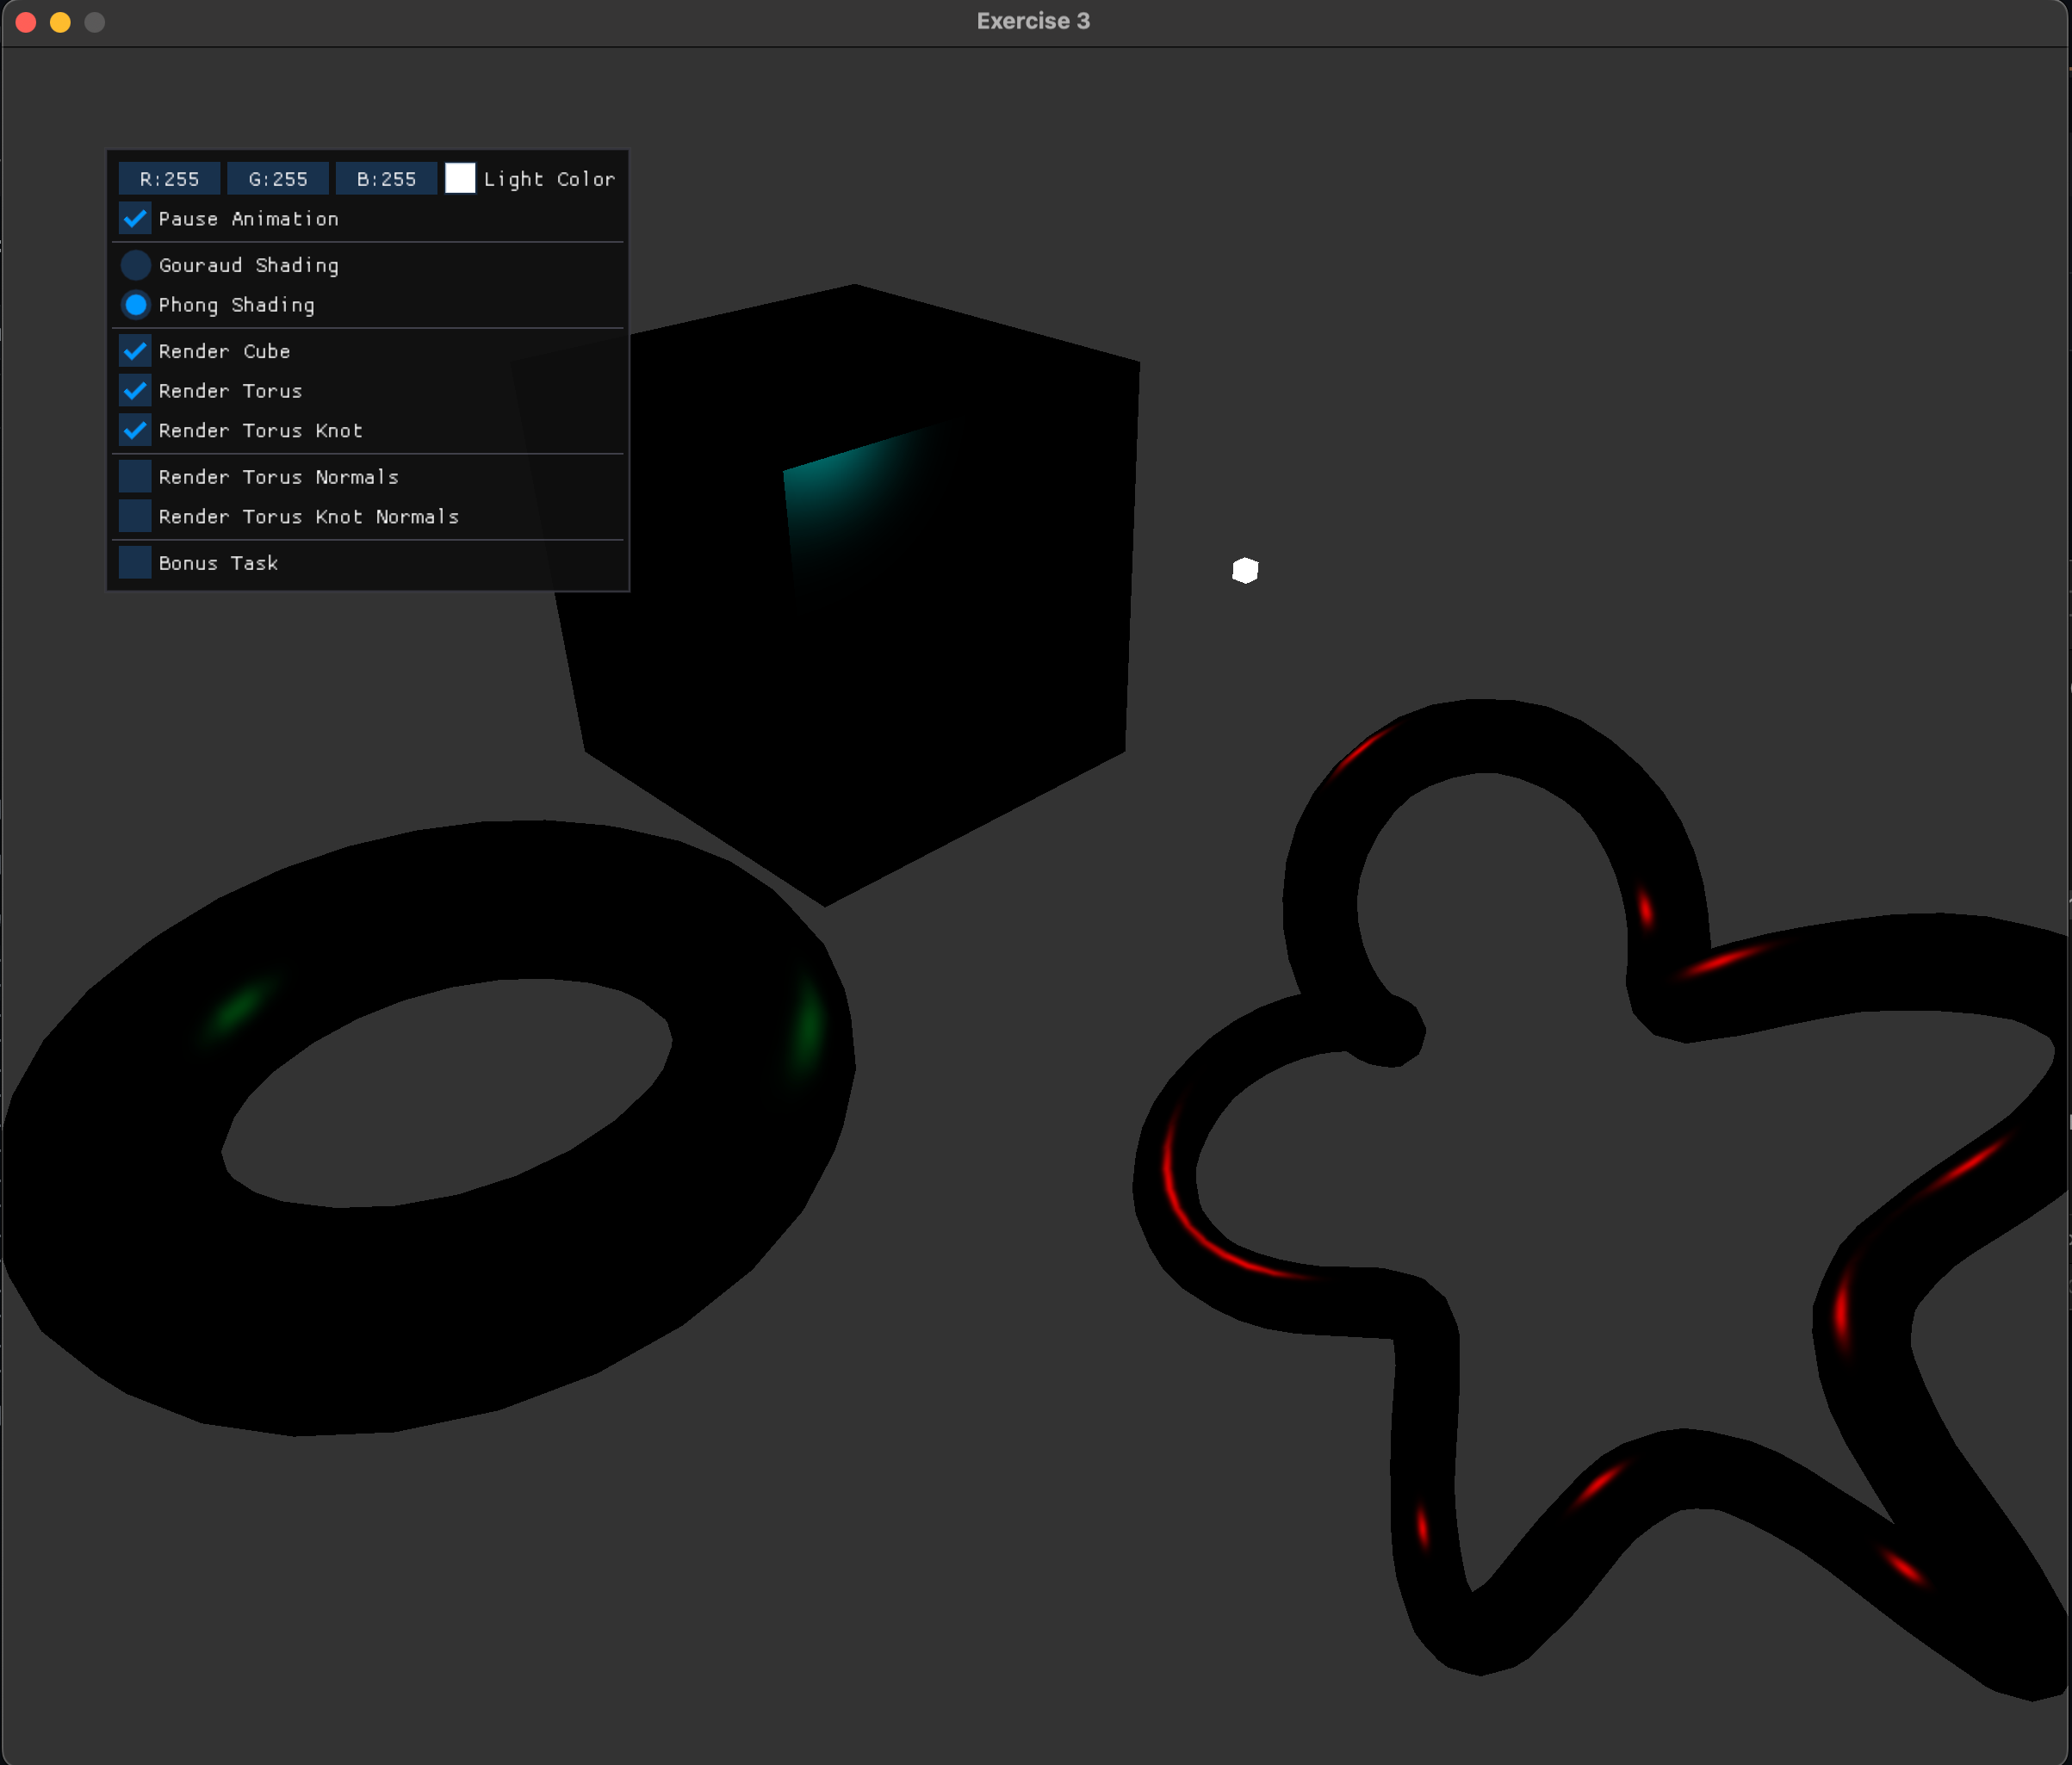 Exercise 3
R:255 G:255 B:255 Light Color
Pause Animation
Gouraud Shading
Phong Shading
Render Cube
Render Torus
Render Torus Knot
Render Torus Normals
Render Torus Knot Normals
Bonus Task